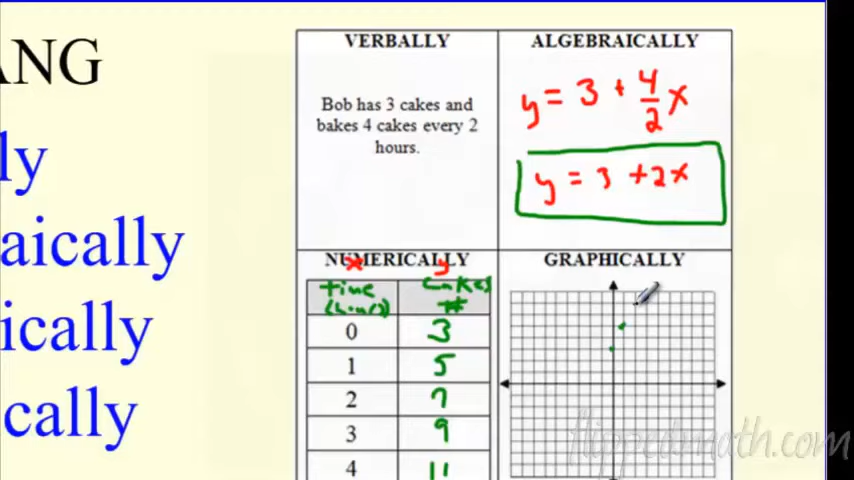 ANG
ly
aically
ically
cally
VERBALLY
Bob has 3 cakes and
bakes 4 cakes every 2
hours.
ALGEBRAICALLY
y = 3 + 4/2 x
y = 3 + 2x
NUMERICALLY
x y
time (hours) cakes #
0 3
1 5
2 7
3 9
4 11
GRAPHICALLY
flippedmath.com